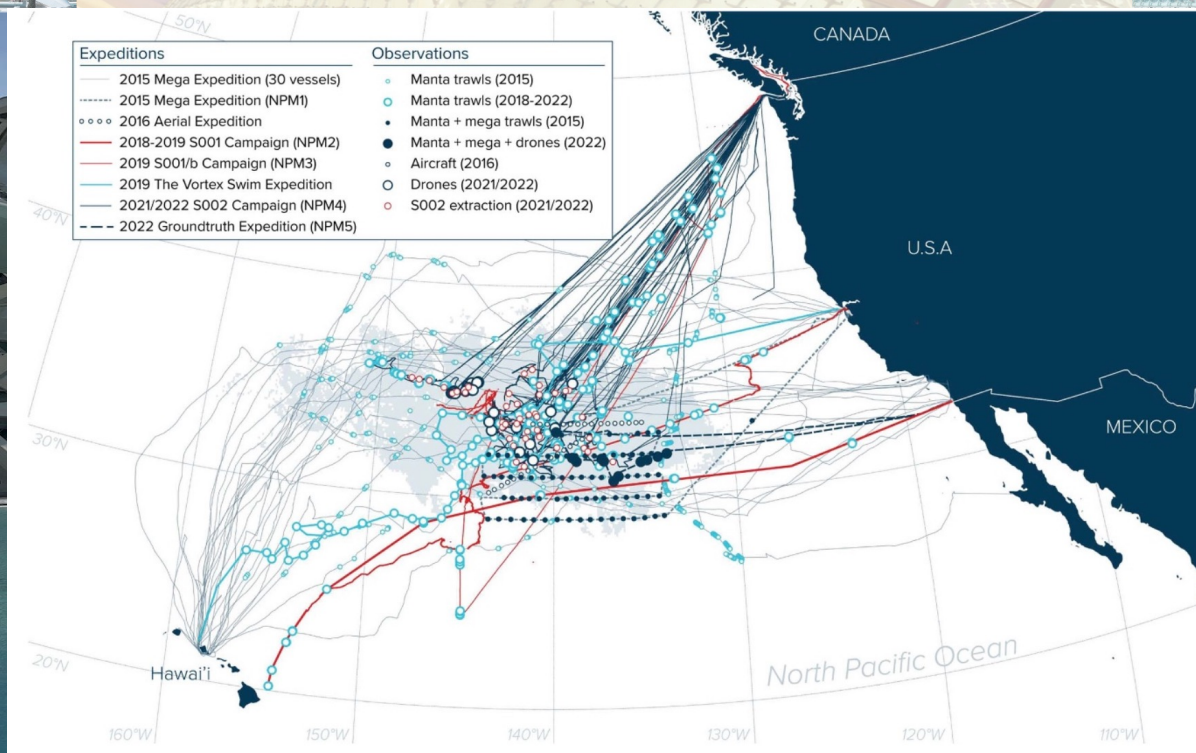 50°N
CANADA
Expeditions
2015 Mega Expedition (30 vessels)
2015 Mega Expedition (NPM1)
2016 Aerial Expedition
2018-2019 S001 Campaign (NPM2)
2019 S001/b Campaign (NPM3)
2019 The Vortex Swim Expedition
2021/2022 S002 Campaign (NPM4)
2022 Groundtruth Expedition (NPM5)
Observations
Manta trawls (2015)
Manta trawls (2018-2022)
Manta + mega trawls (2015)
Manta + mega + drones (2022)
Aircraft (2016)
Drones (2021/2022)
S002 extraction (2021/2022)
40°N
U.S.A
MEXICO
30°N
20°N
Hawai'i
North Pacific Ocean
160°W
150°W
140°W
130°W
120°W
110°W